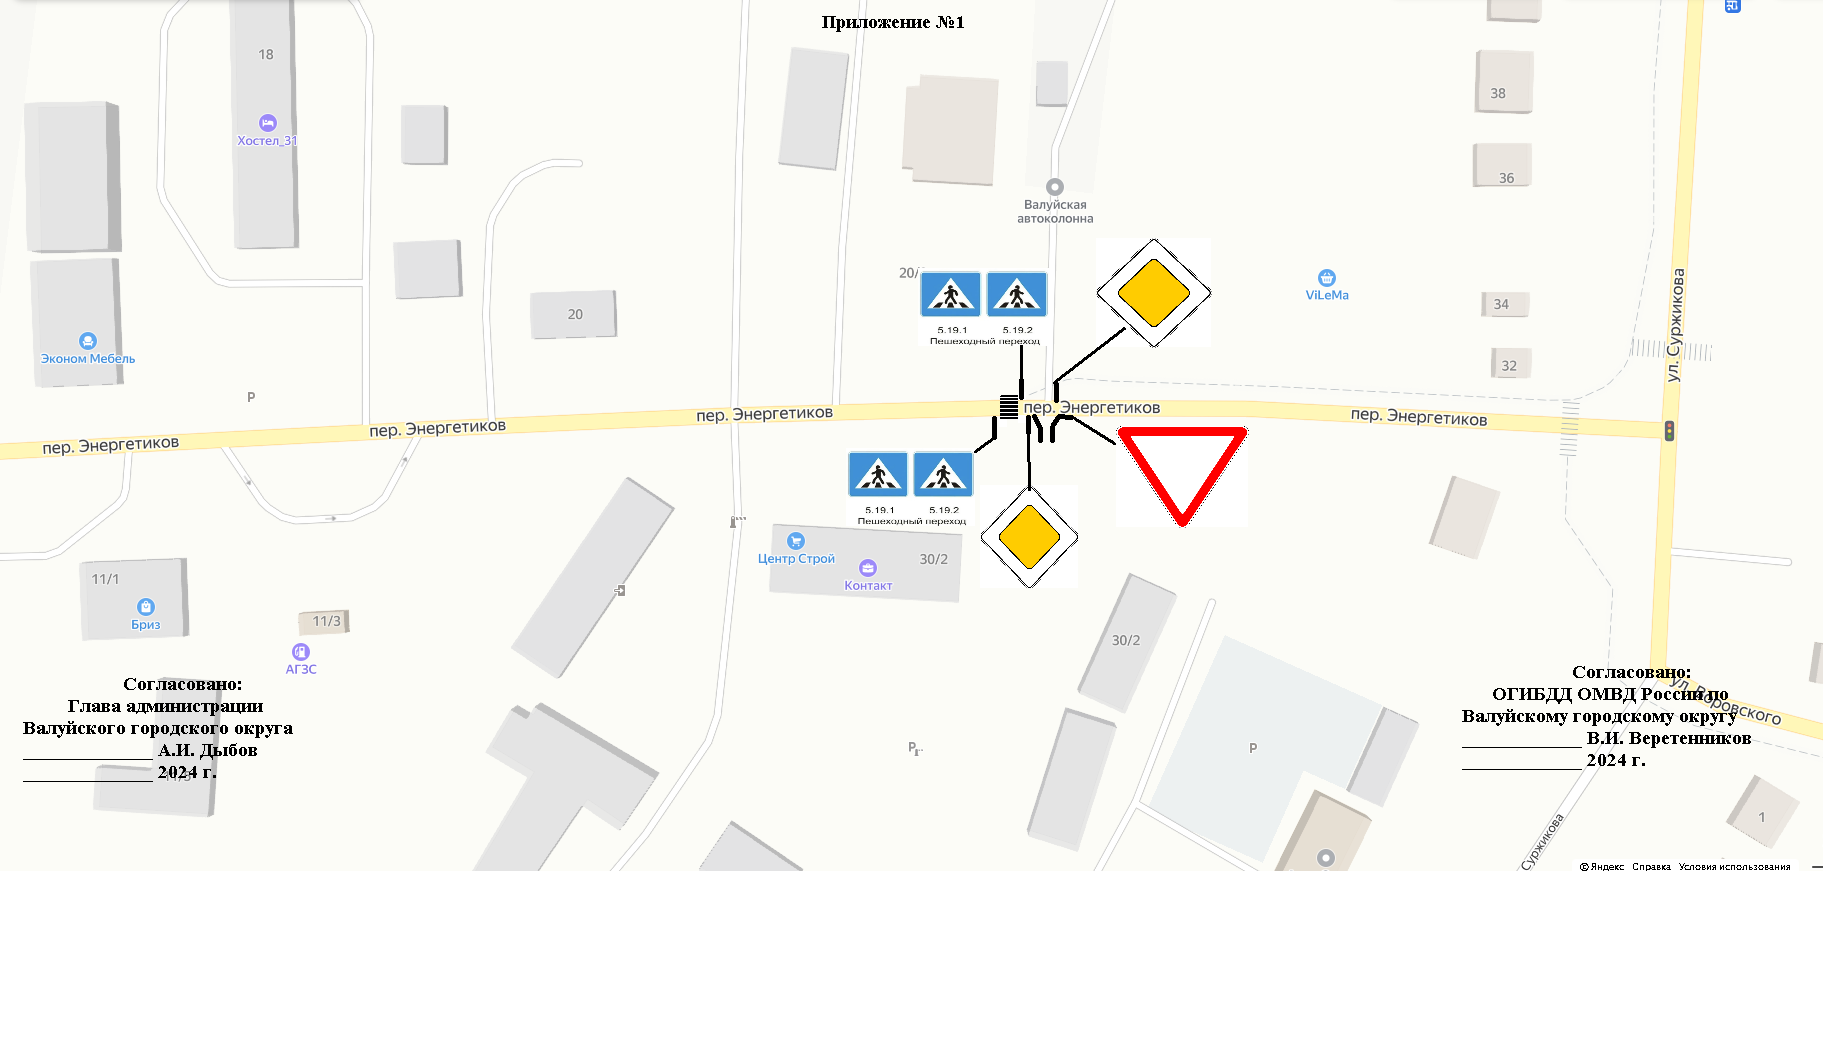 Приложение №1
18
Хостел_31
38
36
Валуйская
автоколонна
20/
5.19.1 5.19.2
Пешеходный переход
ViLeMa
34
32
ул. Суржикова
20
Эконом Мебель
P
пер. Энергетиков
пер. Энергетиков
пер. Энергетиков
пер. Энергетиков
пер. Энергетиков
5.19.1 5.19.2
Пешеходный переход
Центр Строй
Контакт
30/2
11/1
Бриз
11/3
АГЗС
30/2
Согласовано:
Глава администрации
Валуйского городского округа
А.И. Дыбов
2024 г.
P
P
Согласовано:
ОГИБДД ОМВД России по
Валуйскому городскому округу
В.И. Веретенников
2024 г.
ул. Воровского
1
Суржикова
© Яндекс Справка Условия использования